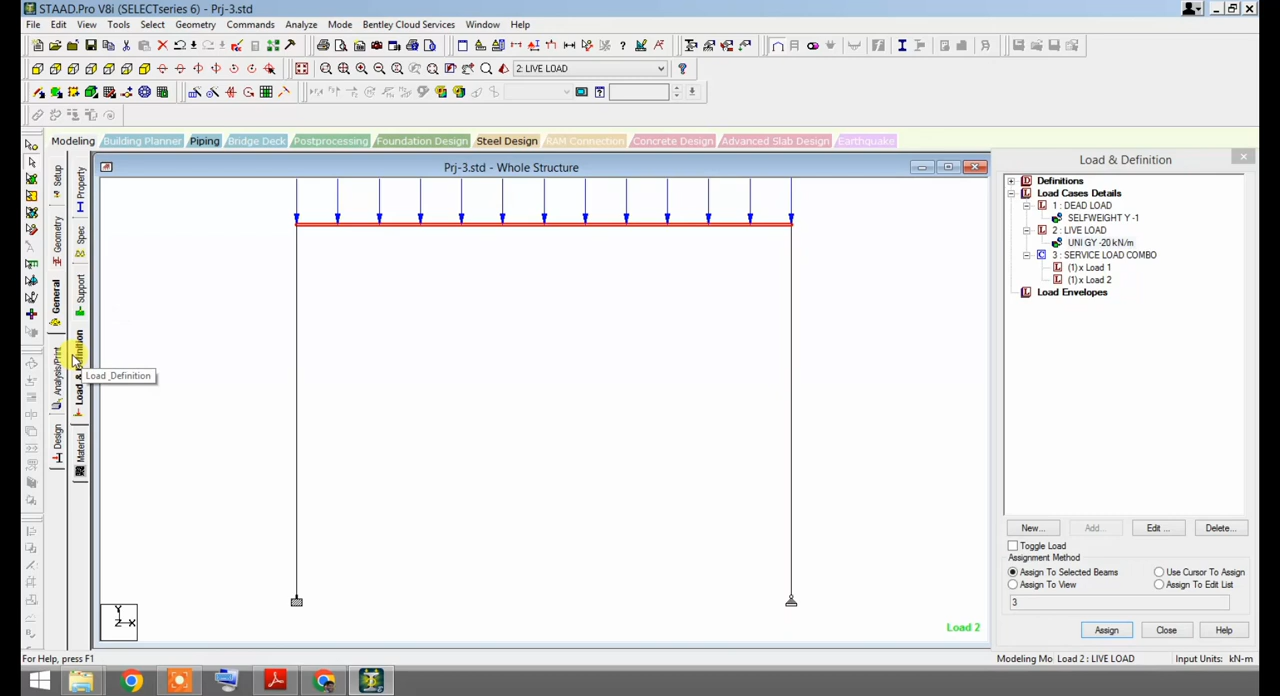 STAAD.Pro V8i (SELECTseries 6) - Prj-3.std
File Edit View Tools Select Geometry Commands Analyze Mode Bentley Cloud Services Window Help
2: LIVE LOAD
Modeling Building Planner Piping Bridge Deck Postprocessing Foundation Design Steel Design RAM Connection Concrete Design Advanced Slab Design Earthquake
Setup
Geometry
General
Analysis/Print
Design
Property
Spec
Support
Load & Definition
Material
Load_Definition
Prj-3.std - Whole Structure
Y
Z X
Load 2
Load & Definition
Definitions
Load Cases Details
1 : DEAD LOAD
SELFWEIGHT Y -1
2 : LIVE LOAD
UNI GY -20 kN/m
3 : SERVICE LOAD COMBO
(1) x Load 1
(1) x Load 2
Load Envelopes
New... Add... Edit ... Delete...
Toggle Load
Assignment Method
Assign To Selected Beams Use Cursor To Assign
Assign To View Assign To Edit List
3
Assign Close Help
For Help, press F1 Modeling Mo Load 2 : LIVE LOAD Input Units: kN-m